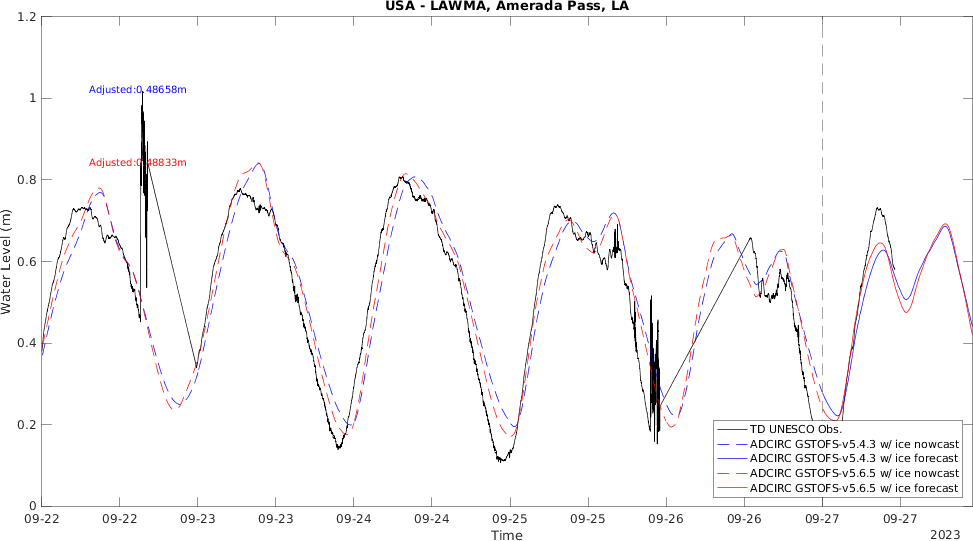 USA - LAWMA, Amerada Pass, LA
1.2
1
0.8
0.6
0.4
0.2
0
Water Level (m)
Adjusted:0.48658m
Adjusted:0.48833m
TD UNESCO Obs.
ADCIRC GSTOFS-v5.4.3 w/ ice nowcast
ADCIRC GSTOFS-v5.4.3 w/ ice forecast
ADCIRC GSTOFS-v5.6.5 w/ ice nowcast
ADCIRC GSTOFS-v5.6.5 w/ ice forecast
09-22 09-22 09-23 09-23 09-24 09-24 09-25 09-25 09-26 09-26 09-27 09-27
Time
2023